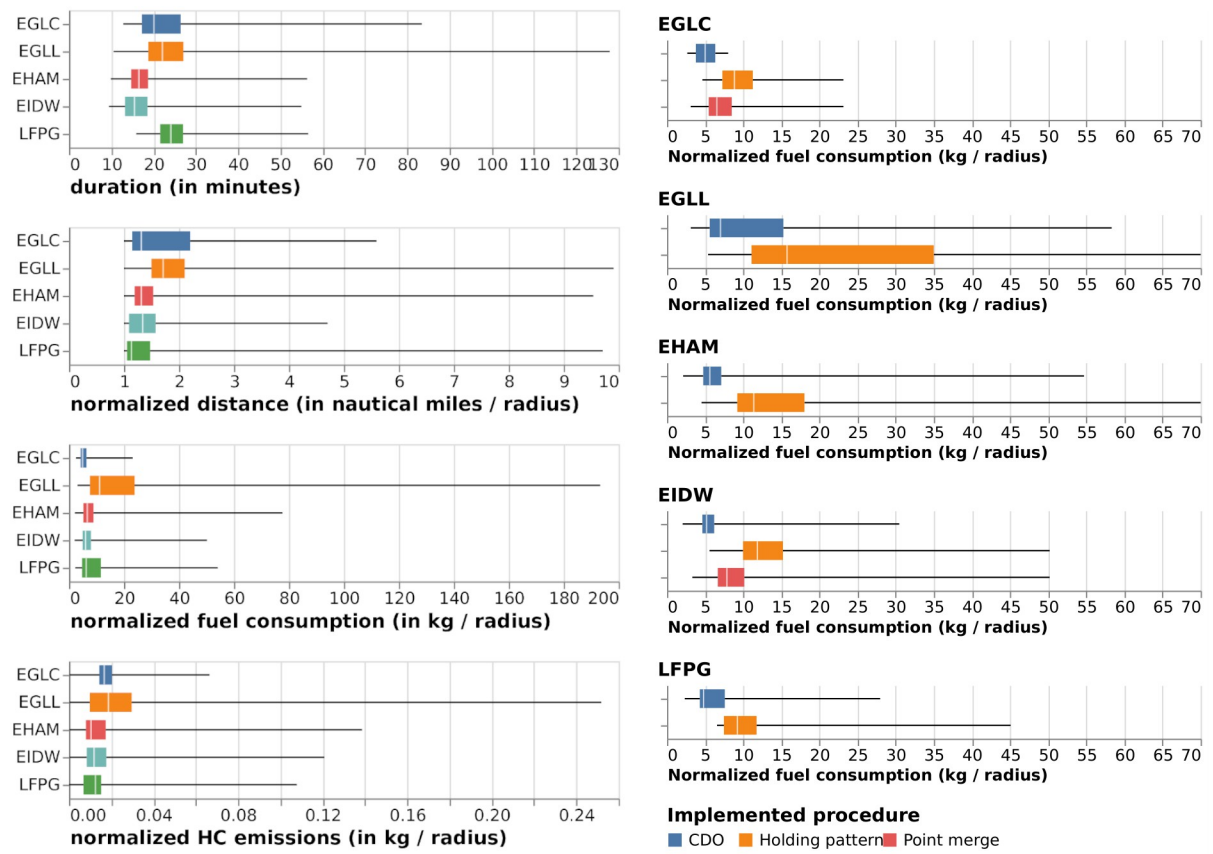 EGLC
EGLL
EHAM
EIDW
LFPG
0 10 20 30 40 50 60 70 80 90 100 110 120 130
duration (in minutes)
EGLC
EGLL
EHAM
EIDW
LFPG
0 1 2 3 4 5 6 7 8 9 10
normalized distance (in nautical miles / radius)
EGLC
EGLL
EHAM
EIDW
LFPG
0 20 40 60 80 100 120 140 160 180 200
normalized fuel consumption (in kg / radius)
EGLC
EGLL
EHAM
EIDW
LFPG
0.00 0.04 0.08 0.12 0.16 0.20 0.24
normalized HC emissions (in kg / radius)
EGLC
0 5 10 15 20 25 30 35 40 45 50 55 60 65 70
Normalized fuel consumption (kg / radius)
EGLL
0 5 10 15 20 25 30 35 40 45 50 55 60 65 70
Normalized fuel consumption (kg / radius)
EHAM
0 5 10 15 20 25 30 35 40 45 50 55 60 65 70
Normalized fuel consumption (kg / radius)
EIDW
0 5 10 15 20 25 30 35 40 45 50 55 60 65 70
Normalized fuel consumption (kg / radius)
LFPG
0 5 10 15 20 25 30 35 40 45 50 55 60 65 70
Normalized fuel consumption (kg / radius)
Implemented procedure
CDO Holding pattern Point merge